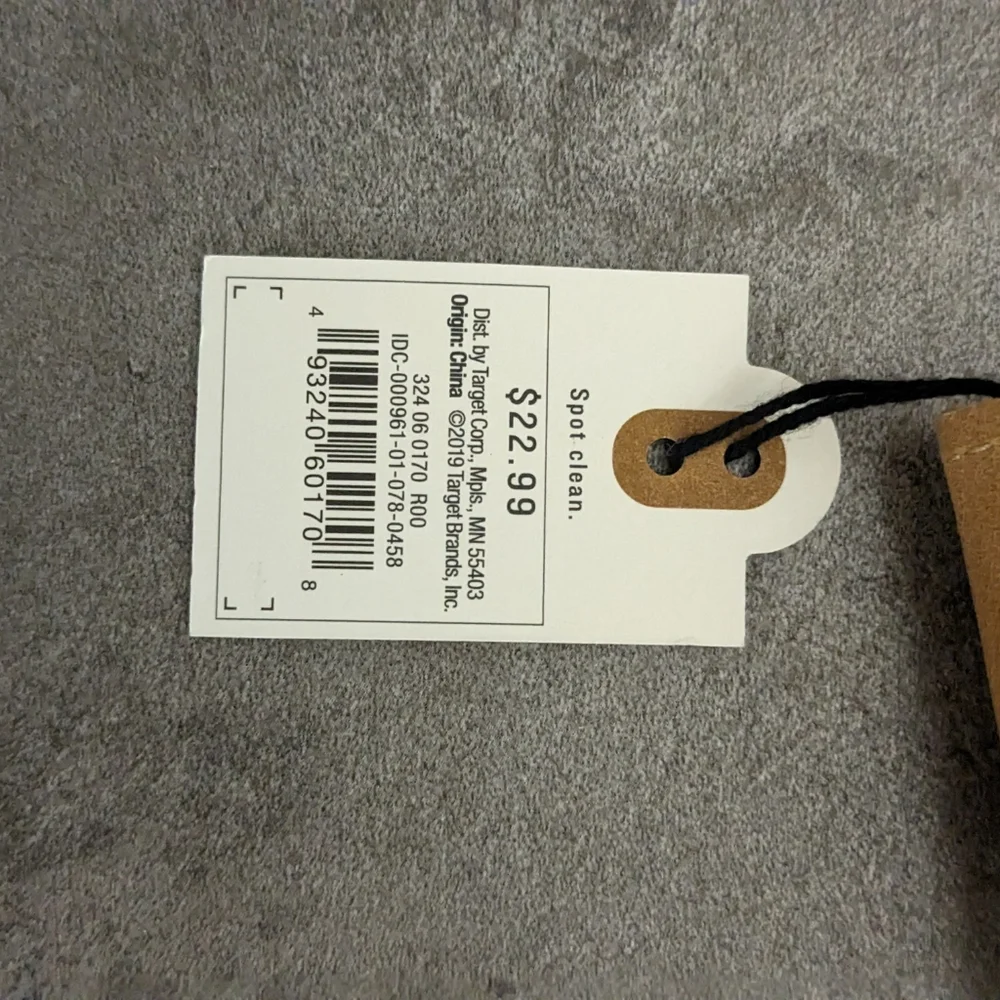 Spot clean.
$22.99
Dist. by Target Corp., Mpls., MN 55403
Origin: China ©2019 Target Brands, Inc.
324 06 0170 R00
IDC-000961-01-078-0458
4 93240 60170 8